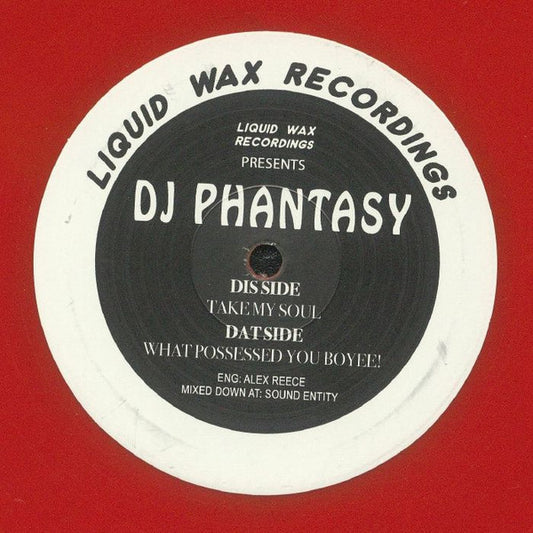 LIQUID WAX RECORDINGS
LIQUID WAX
RECORDINGS
PRESENTS
DJ PHANTASY
DIS SIDE
TAKE MY SOUL
DAT SIDE
WHAT POSSESSED YOU BOYEE!
ENG: ALEX REECE
MIXED DOWN AT: SOUND ENTITY